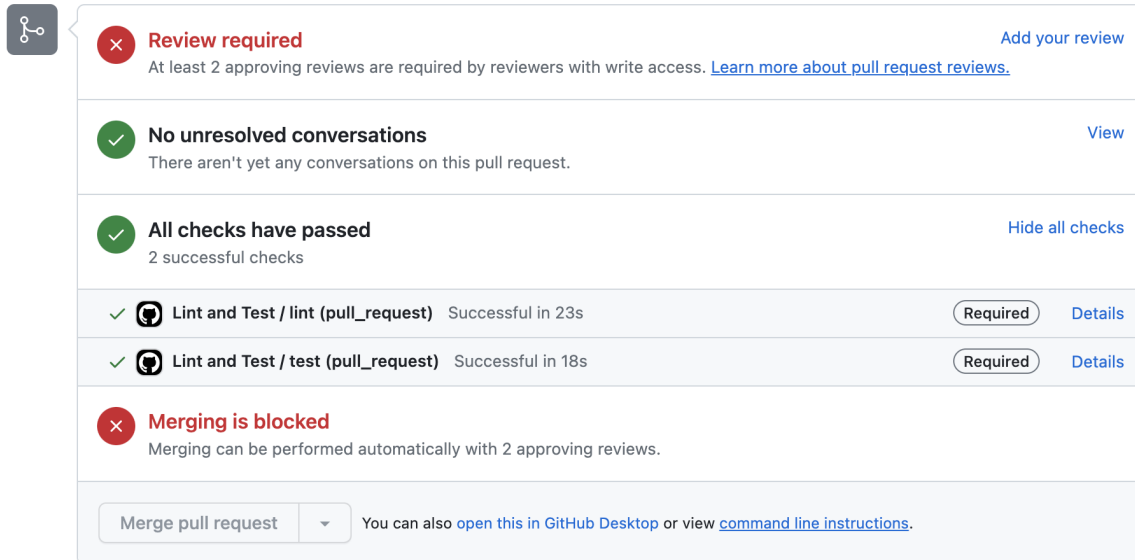 Review required
Add your review
At least 2 approving reviews are required by reviewers with write access. Learn more about pull request reviews.
No unresolved conversations
View
There aren't yet any conversations on this pull request.
All checks have passed
Hide all checks
2 successful checks
Lint and Test / lint (pull_request) Successful in 23s Required Details
Lint and Test / test (pull_request) Successful in 18s Required Details
Merging is blocked
Merging can be performed automatically with 2 approving reviews.
Merge pull request You can also open this in GitHub Desktop or view command line instructions.